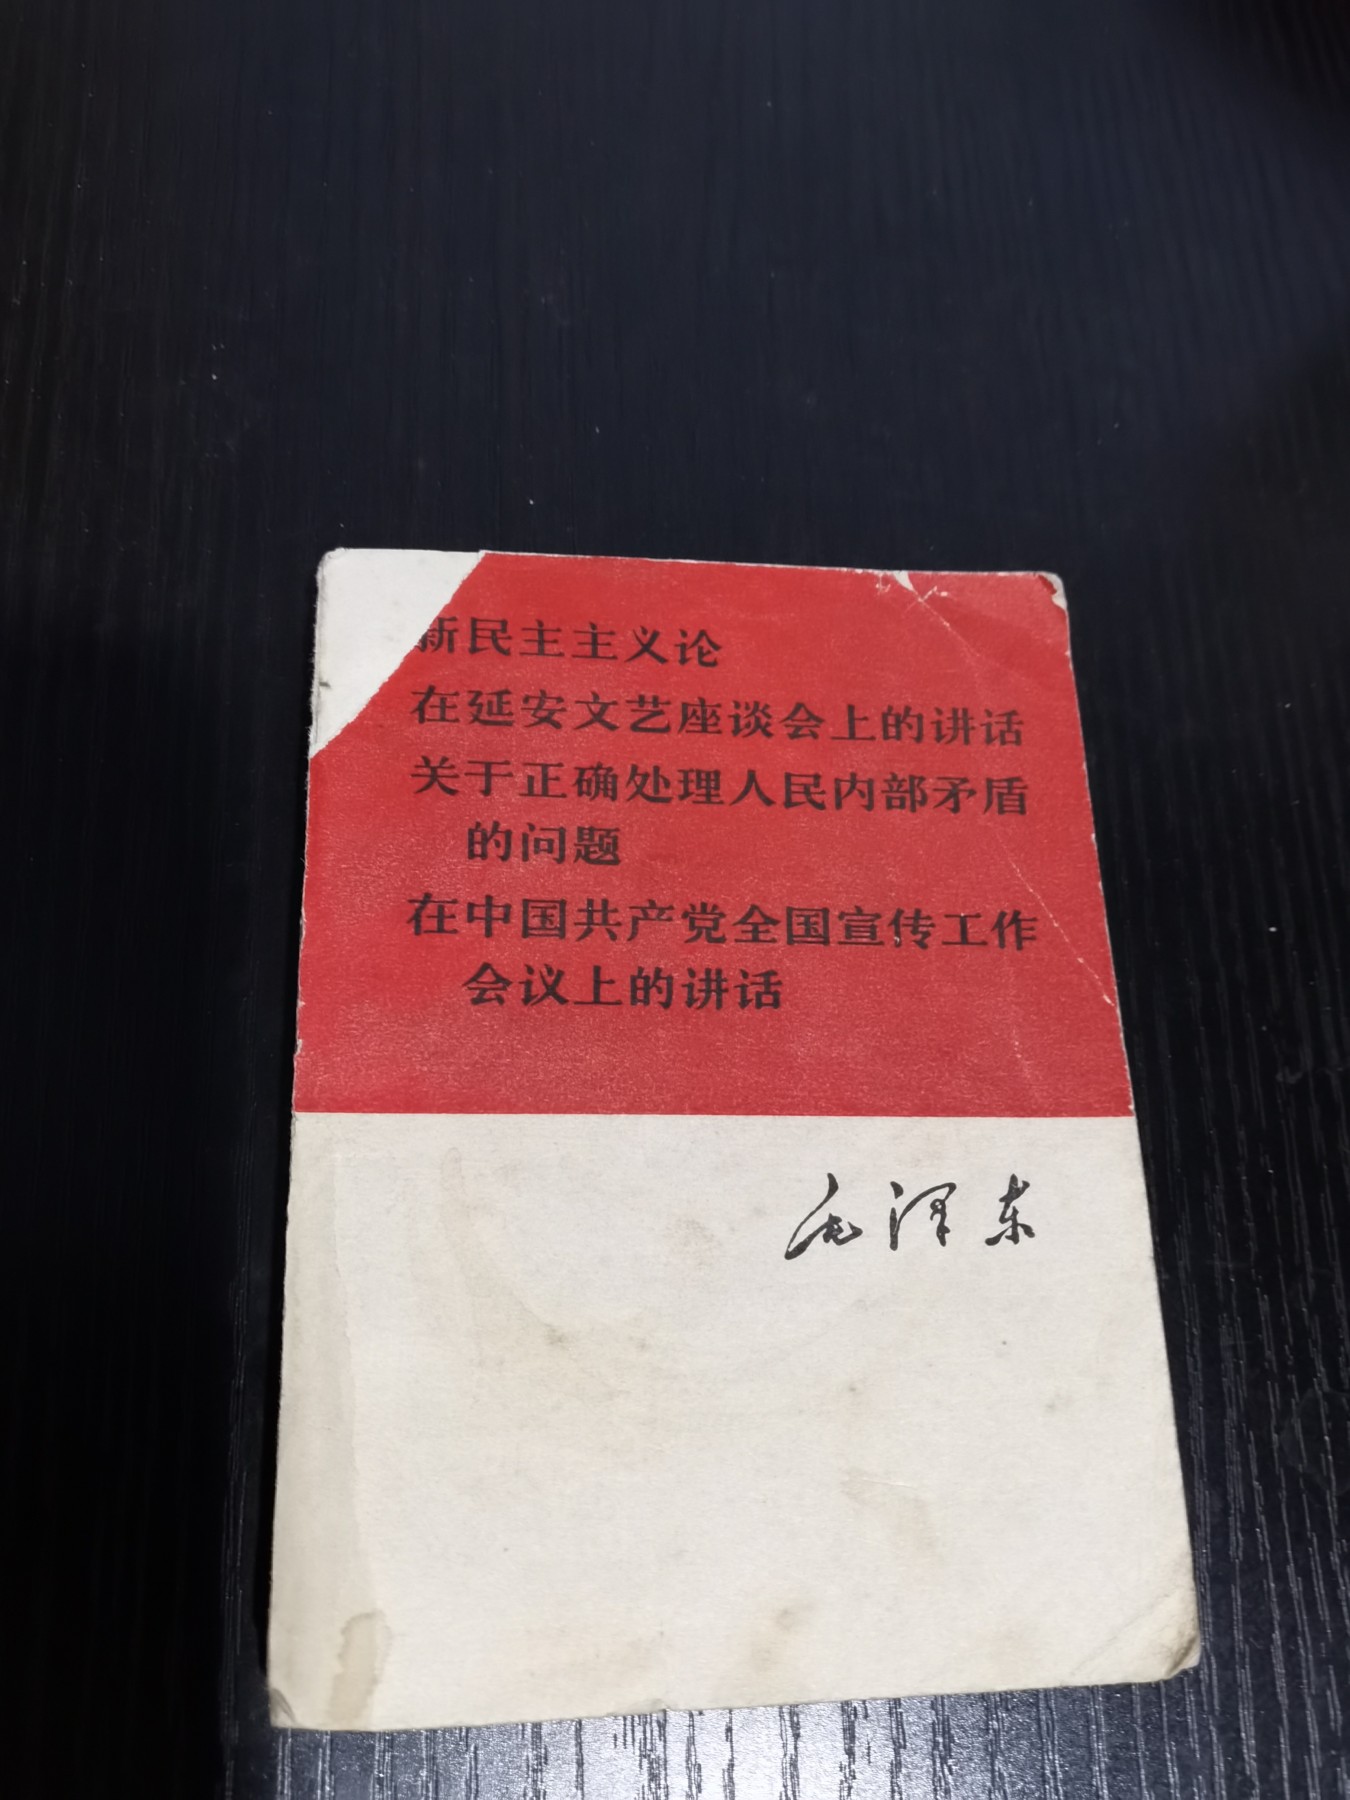 新民主主义论
在延安文艺座谈会上的讲话
关于正确处理人民内部矛盾
的问题
在中国共产党全国宣传工作
会议上的讲话
毛泽东